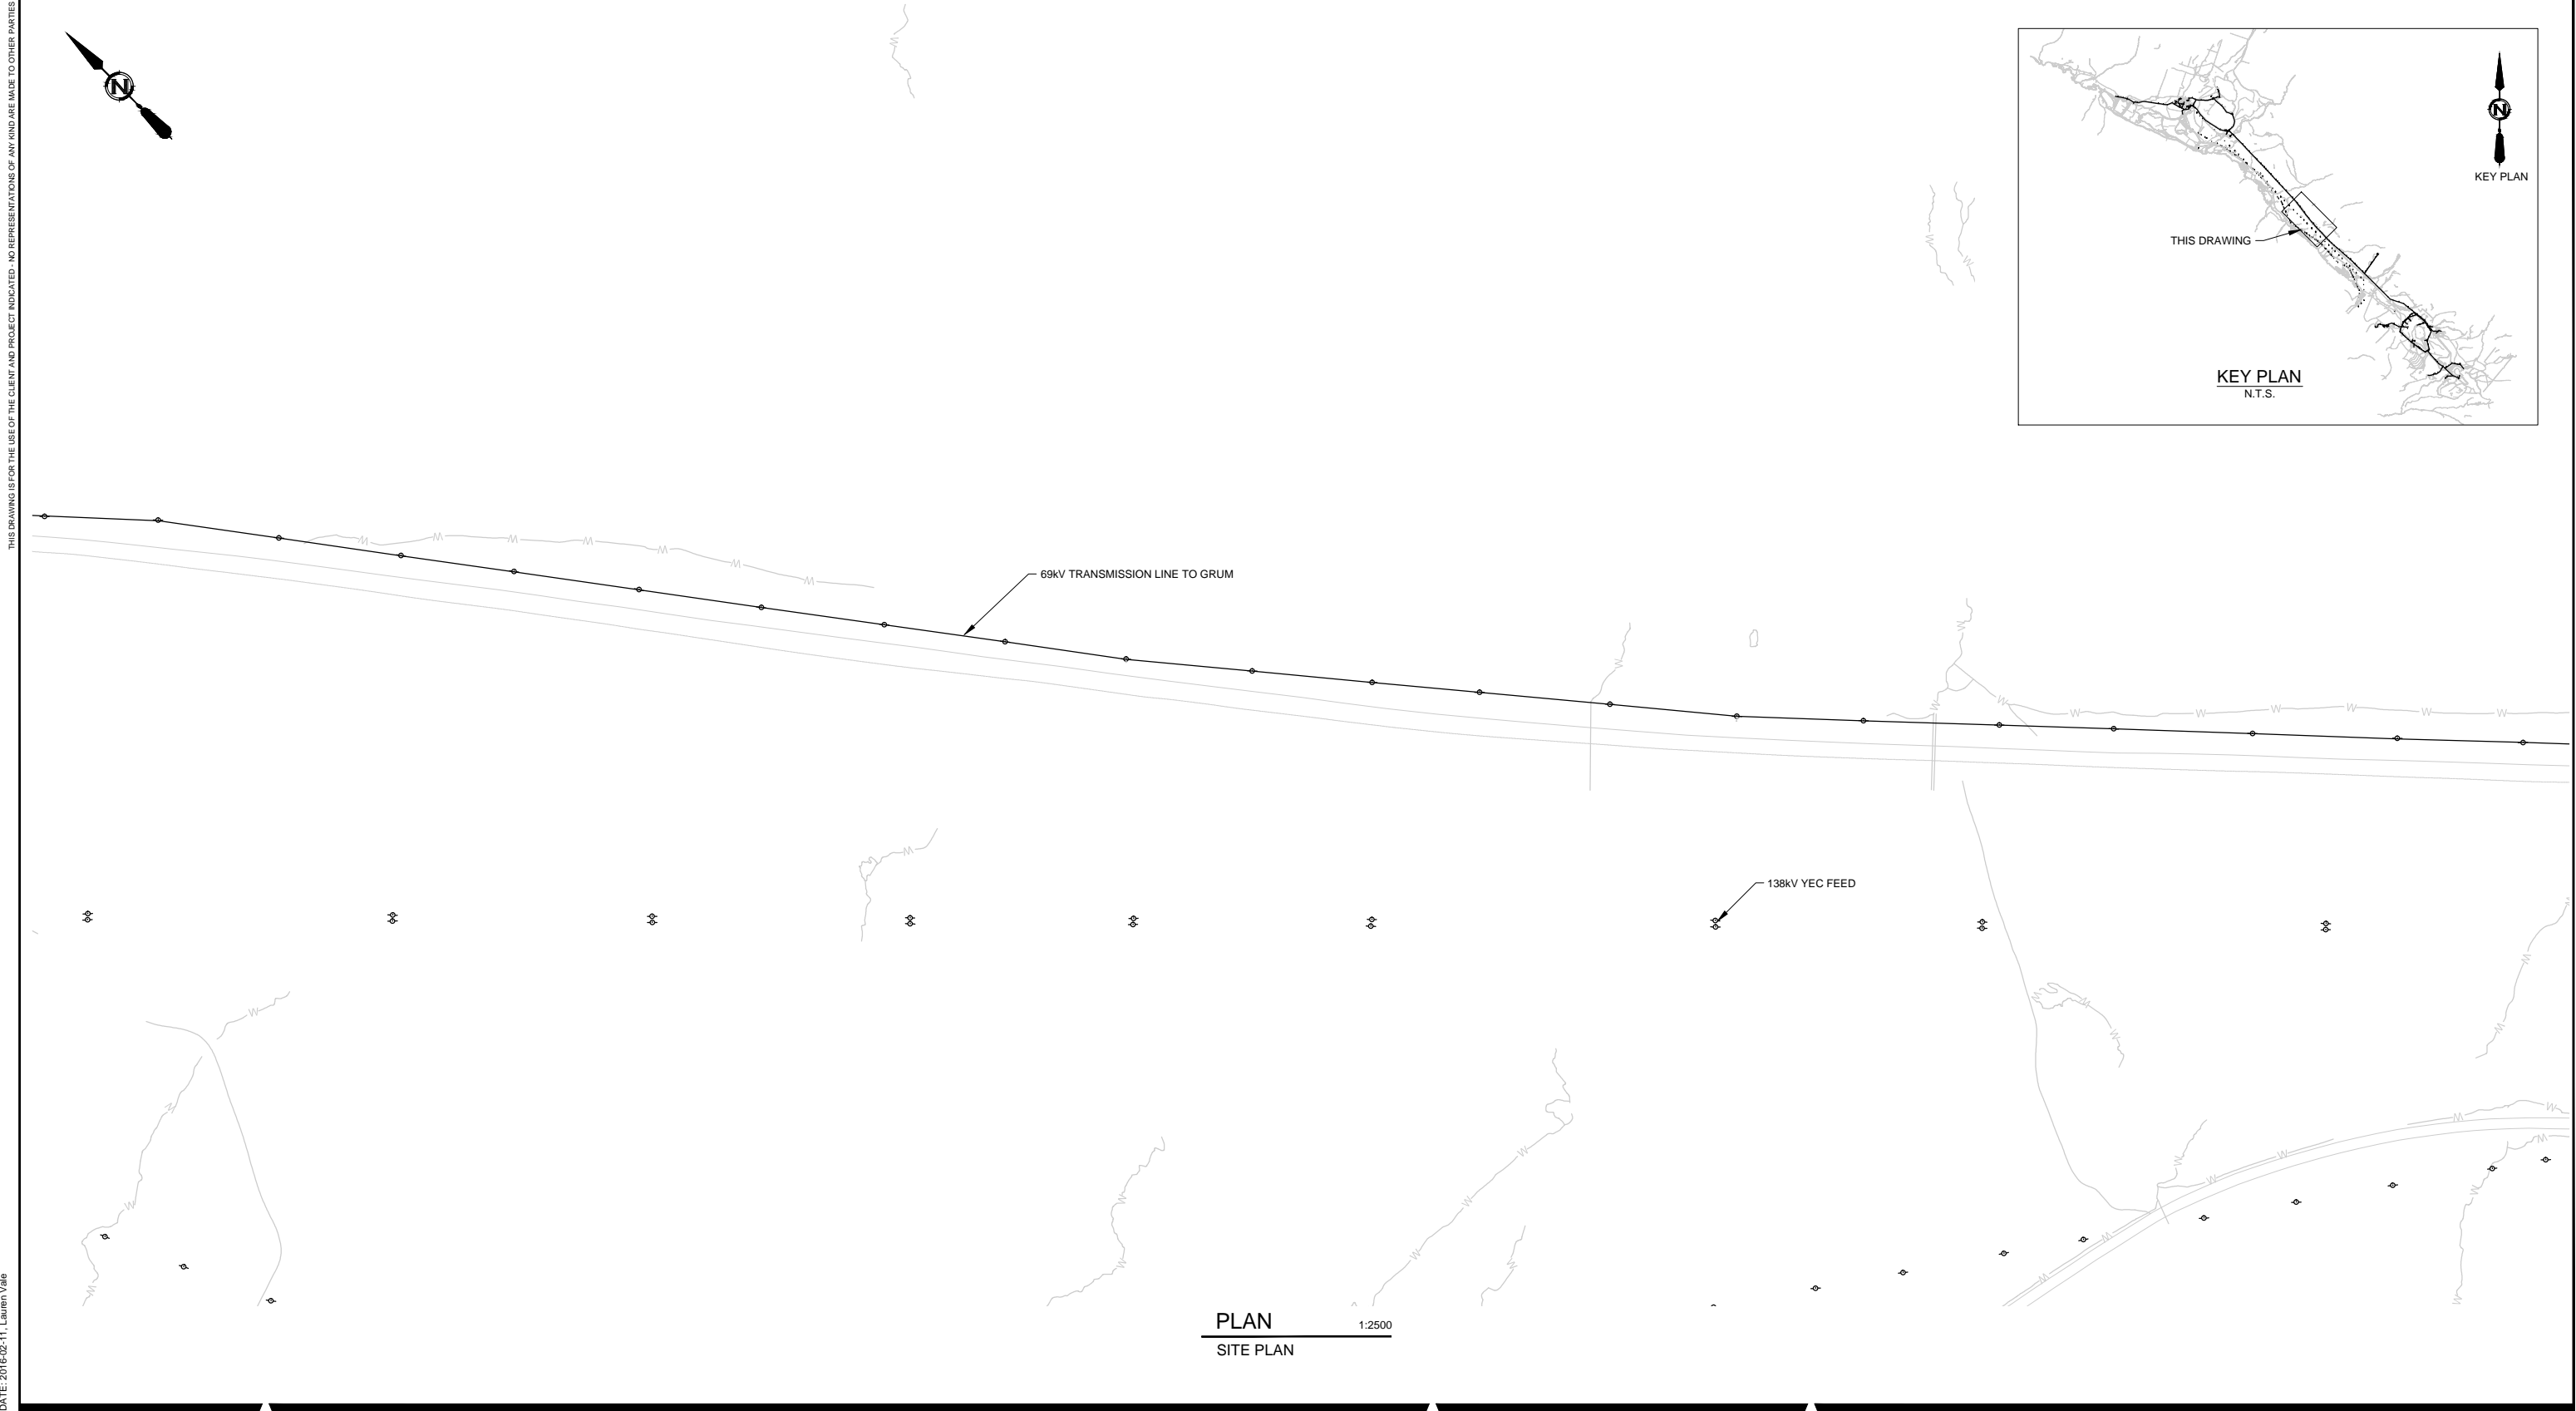 THIS DRAWING IS FOR THE USE OF THE CLIENT AND PROJECT INDICATED - NO REPRESENTATIONS OF ANY KIND ARE MADE TO OTHER PARTIES
N
N
KEY PLAN
THIS DRAWING
KEY PLAN
N.T.S.
69kV TRANSMISSION LINE TO GRUM
138kV YEC FEED
PLAN 1:2500
SITE PLAN
DATE: 2016-02-11, Lauren Vale